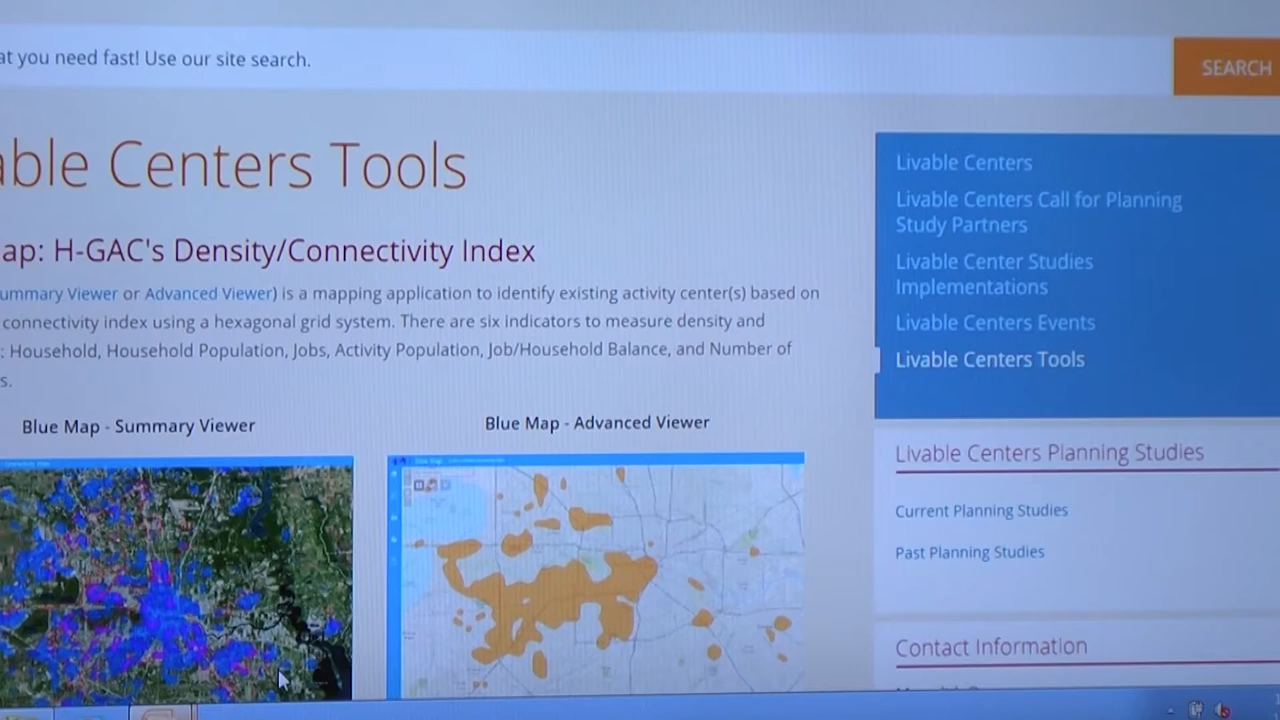 at you need fast! Use our site search.
SEARCH
able Centers Tools
ap: H-GAC's Density/Connectivity Index
ummary Viewer or Advanced Viewer) is a mapping application to identify existing activity center(s) based on
connectivity index using a hexagonal grid system. There are six indicators to measure density and
: Household, Household Population, Jobs, Activity Population, Job/Household Balance, and Number of
s.
Blue Map - Summary Viewer
Blue Map - Advanced Viewer
Livable Centers
Livable Centers Call for Planning
Study Partners
Livable Center Studies
Implementations
Livable Centers Events
Livable Centers Tools
Livable Centers Planning Studies
Current Planning Studies
Past Planning Studies
Contact Information